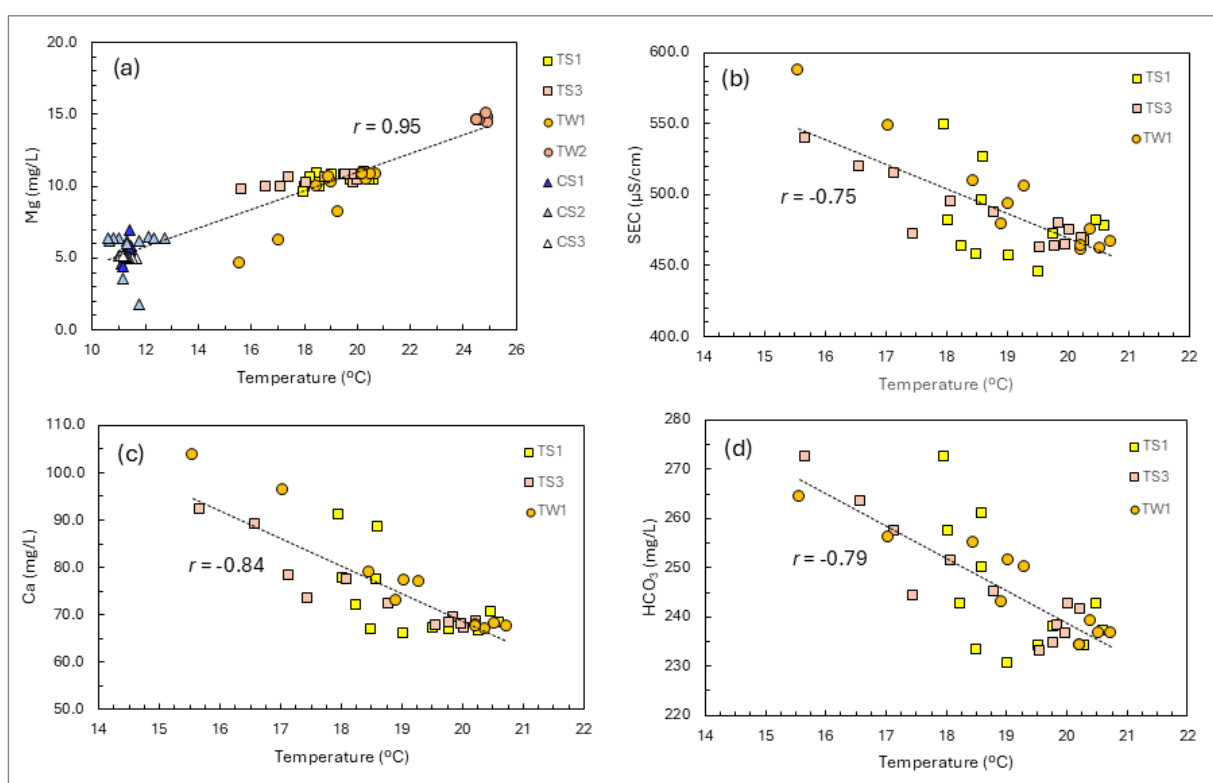 (a)
20.0
15.0
10.0
5.0
0.0
Mg (mg/L)
r = 0.95
10 12 14 16 18 20 22 24 26
Temperature (ºC)
TS1
TS3
TW1
TW2
CS1
CS2
CS3
(b)
600.0
550.0
500.0
450.0
400.0
SEC (µS/cm)
r = -0.75
14 15 16 17 18 19 20 21 22
Temperature (ºC)
TS1
TS3
TW1
(c)
110.0
100.0
90.0
80.0
70.0
60.0
50.0
Ca (mg/L)
r = -0.84
14 15 16 17 18 19 20 21 22
Temperature (ºC)
TS1
TS3
TW1
(d)
280
270
260
250
240
230
220
HCO₃ (mg/L)
r = -0.79
14 15 16 17 18 19 20 21 22
Temperature (ºC)
TS1
TS3
TW1